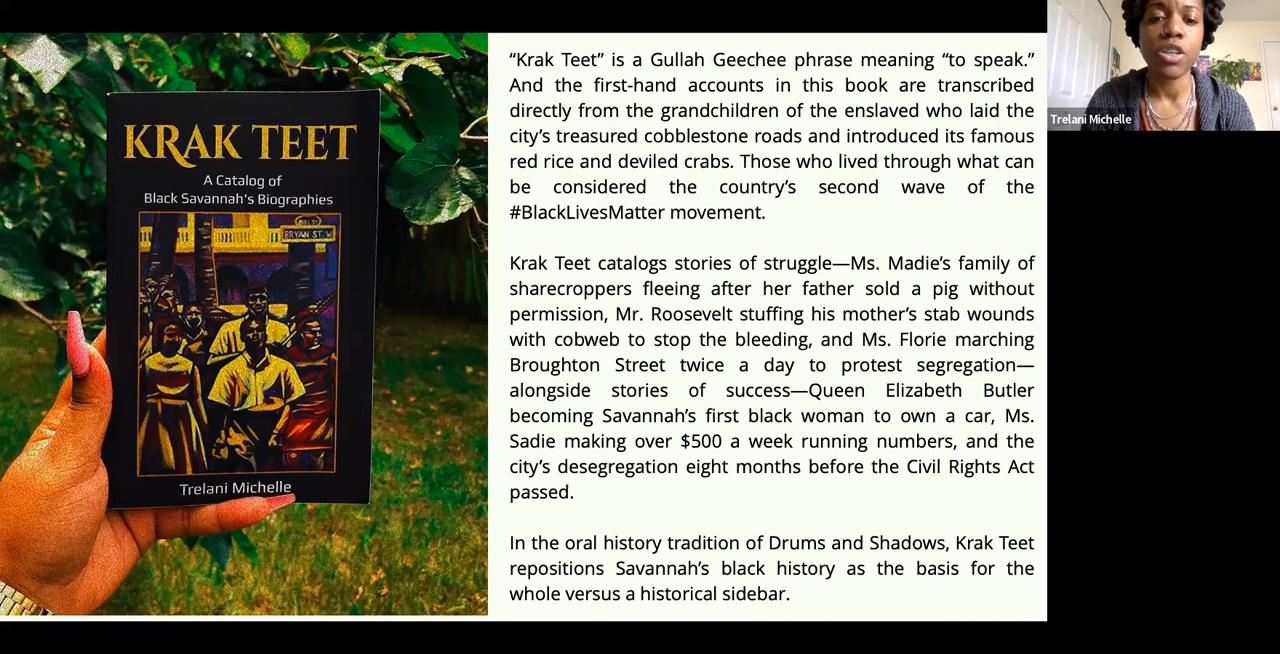 KRAK TEET
A Catalog of
Black Savannah's Biographies
BRYAN ST. W
Trelani Michelle
“Krak Teet” is a Gullah Geechee phrase meaning “to speak.”
And the first-hand accounts in this book are transcribed
directly from the grandchildren of the enslaved who laid the
city’s treasured cobblestone roads and introduced its famous
red rice and deviled crabs. Those who lived through what can
be considered the country’s second wave of the
#BlackLivesMatter movement.
Krak Teet catalogs stories of struggle—Ms. Madie’s family of
sharecroppers fleeing after her father sold a pig without
permission, Mr. Roosevelt stuffing his mother’s stab wounds
with cobweb to stop the bleeding, and Ms. Florie marching
Broughton Street twice a day to protest segregation—
alongside stories of success—Queen Elizabeth Butler
becoming Savannah’s first black woman to own a car, Ms.
Sadie making over $500 a week running numbers, and the
city’s desegregation eight months before the Civil Rights Act
passed.
In the oral history tradition of Drums and Shadows, Krak Teet
repositions Savannah’s black history as the basis for the
whole versus a historical sidebar.
Trelani Michelle